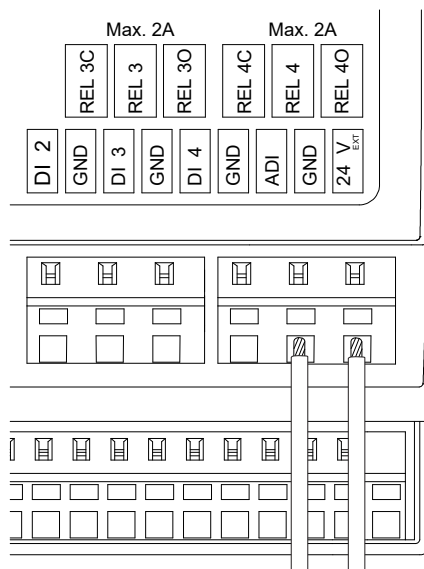 Max. 2A Max. 2A
REL 3C REL 3 REL 3O REL 4C REL 4 REL 4O
DI 2 GND DI 3 GND DI 4 GND ADI GND 24 V EXT